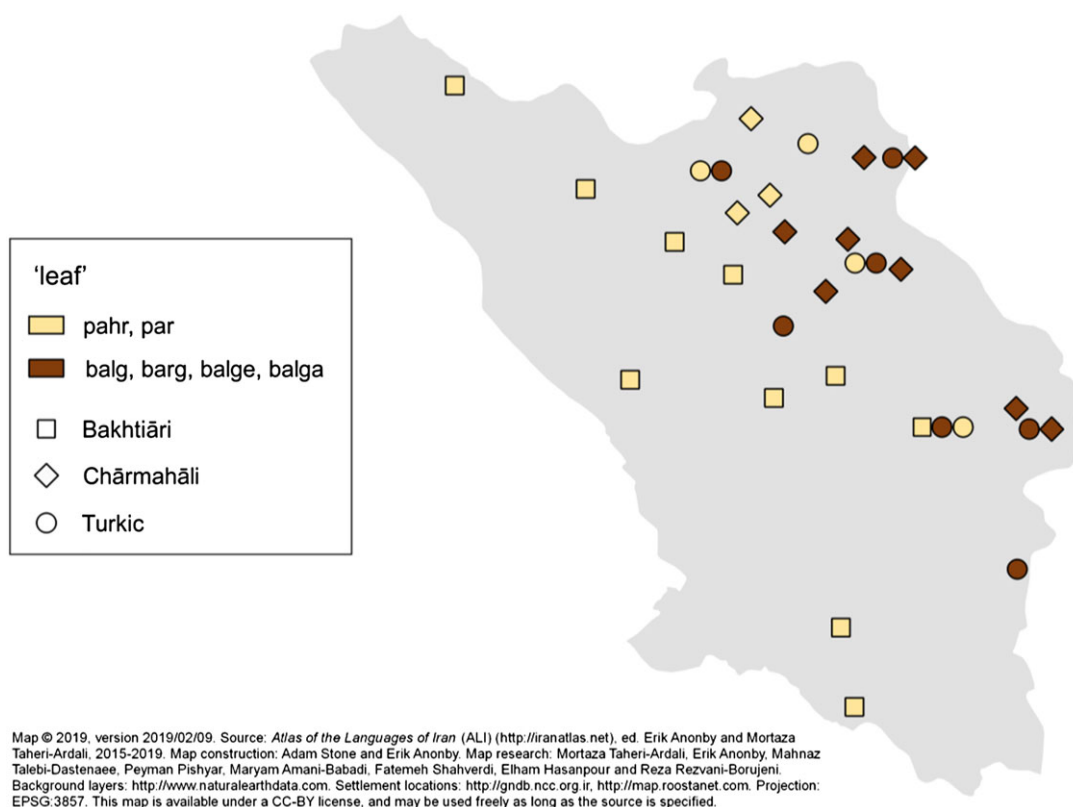 'leaf'
pahr, par
balg, barg, balge, balga
Bakhtiāri
Chārmahāli
Turkic
Map © 2019, version 2019/02/09. Source: Atlas of the Languages of Iran (ALI) (http://iranatlas.net), ed. Erik Anonby and Mortaza
Taheri-Ardali, 2015-2019. Map construction: Adam Stone and Erik Anonby. Map research: Mortaza Taheri-Ardali, Erik Anonby, Mahnaz
Talebi-Dastenaee, Peyman Pishyar, Maryam Amani-Babadi, Fatemeh Shahverdi, Elham Hasanpour and Reza Rezvani-Borujeni.
Background layers: http://www.naturalearthdata.com. Settlement locations: http://gndb.ncc.org.ir, http://map.roostanet.com. Projection:
EPSG:3857. This map is available under a CC-BY license, and may be used freely as long as the source is specified.